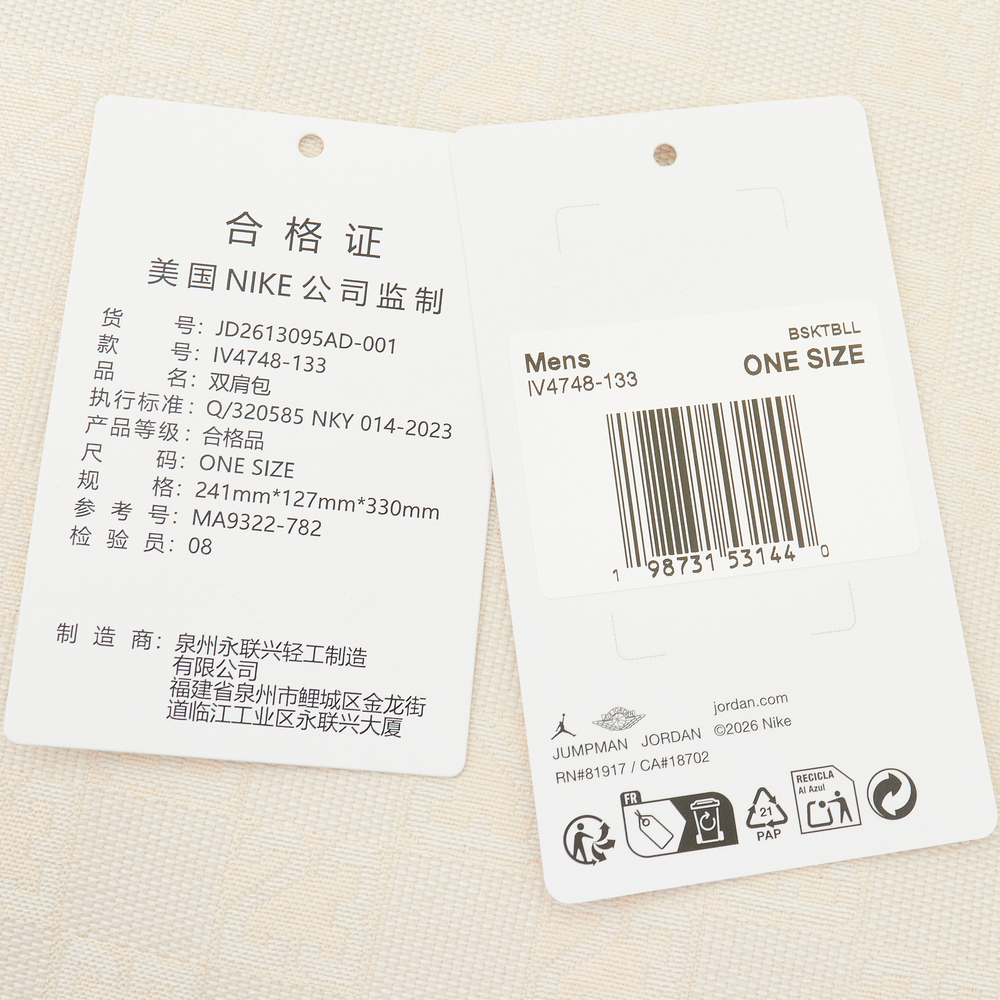 合格证
美国NIKE公司监制
货号：JD2613095AD-001
款号：IV4748-133
品名：双肩包
执行标准：Q/320585 NKY 014-2023
产品等级：合格品
尺码：ONE SIZE
规格：241mm*127mm*330mm
参考号：MA9322-782
检验员：08
制造商：泉州永联兴轻工制造
有限公司
福建省泉州市鲤城区金龙街
道临江工业区永联兴大厦
BSKTBLL
Mens ONE SIZE
IV4748-133
1 98731 53144 0
jordan.com
JUMPMAN JORDAN ©2026 Nike
RN#81917 / CA#18702
FR
21
PAP
RECICLA
Al Azul